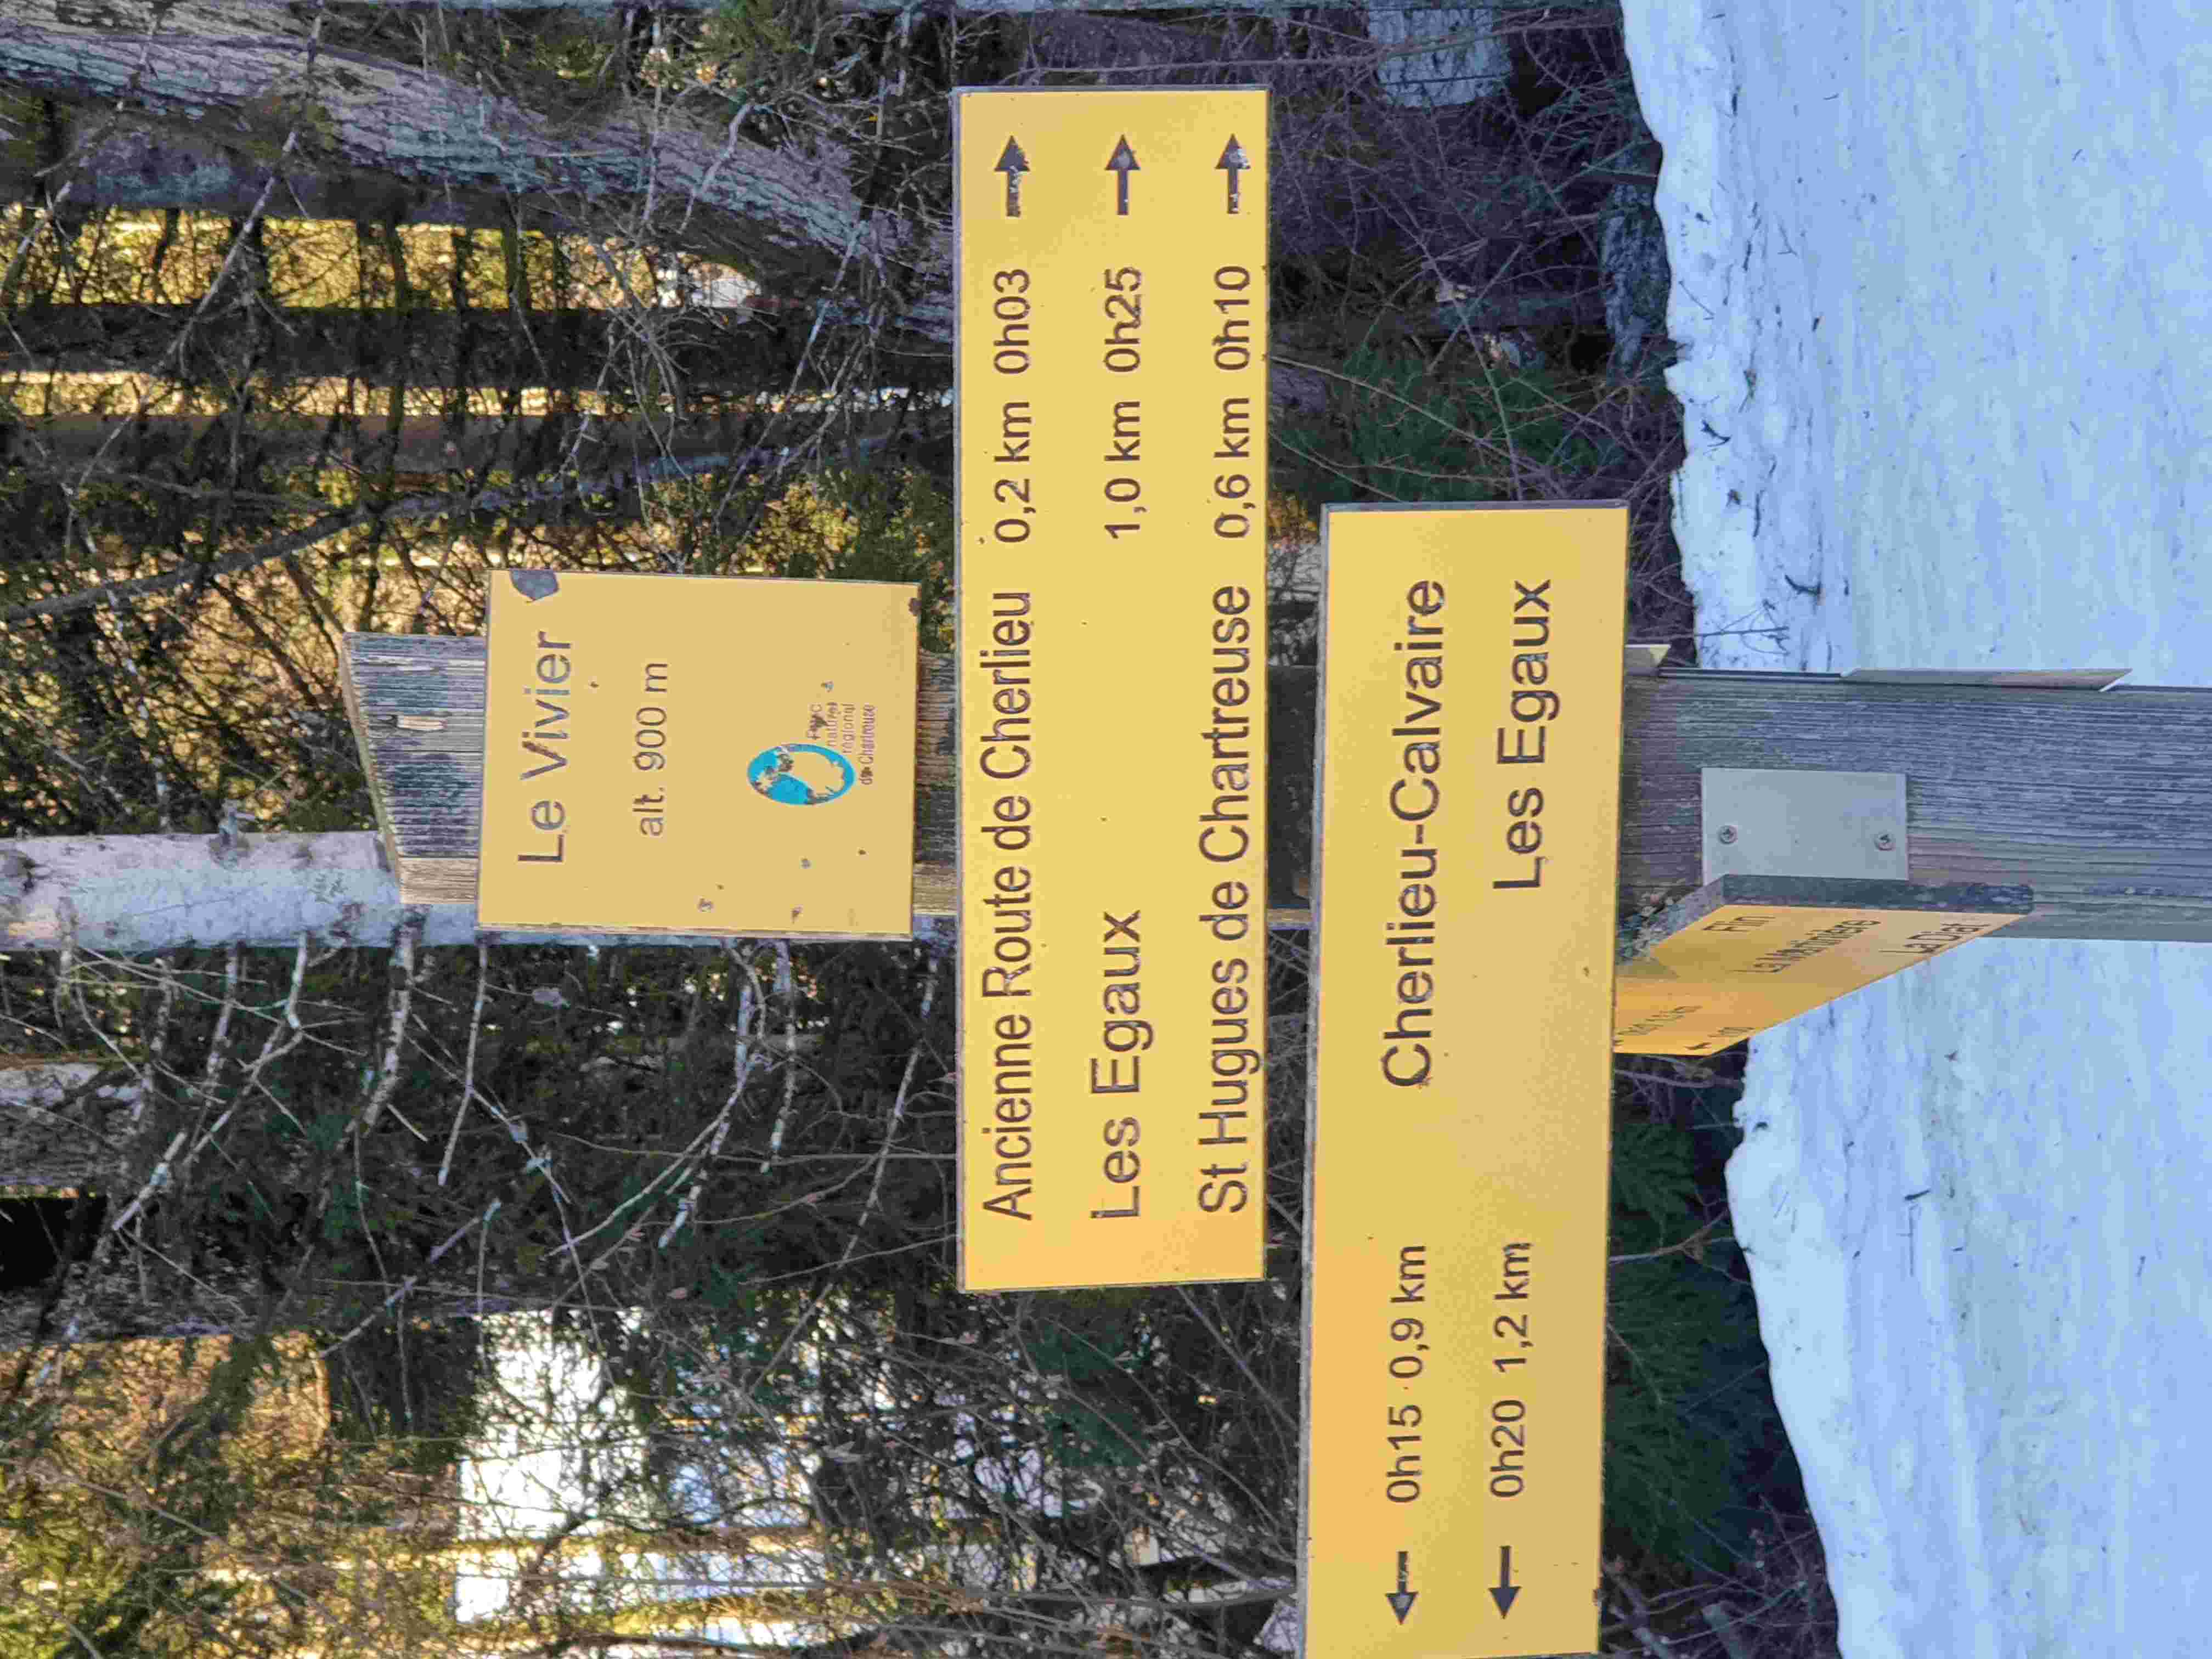 Le Vivier
alt. 900 m
Parc
naturel
régional
de Chartreuse
Ancienne Route de Cherlieu 0,2 km 0h03
Les Egaux 1,0 km 0h25
St Hugues de Chartreuse 0,6 km 0h10
0h15 0,9 km Cherlieu-Calvaire
0h20 1,2 km Les Egaux
Flin
La Martinière
La Diat